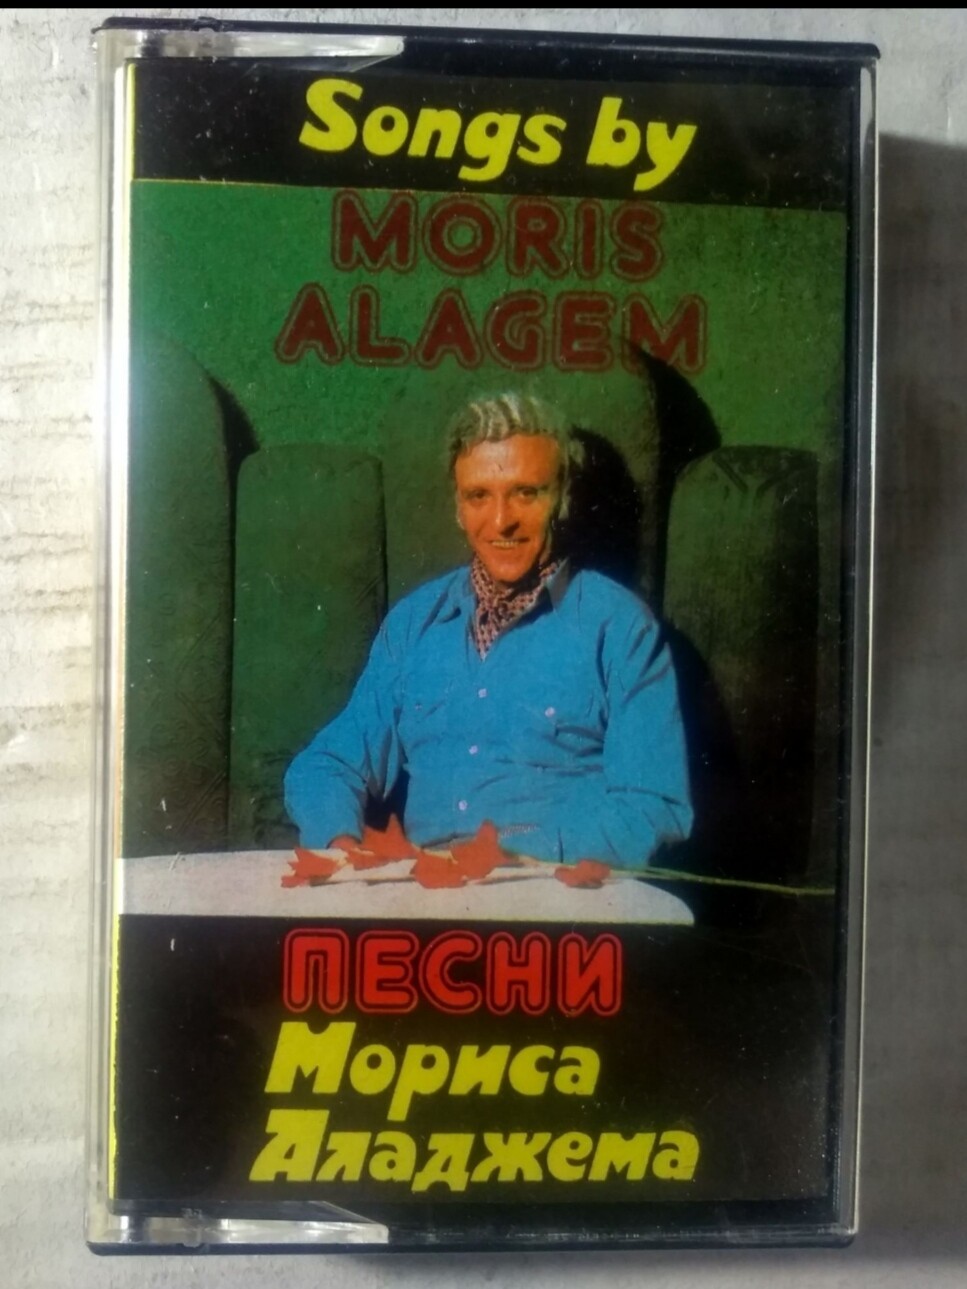 Songs by
MORIS
ALAGEM
ПЕСНИ
Мориса
Аладжема